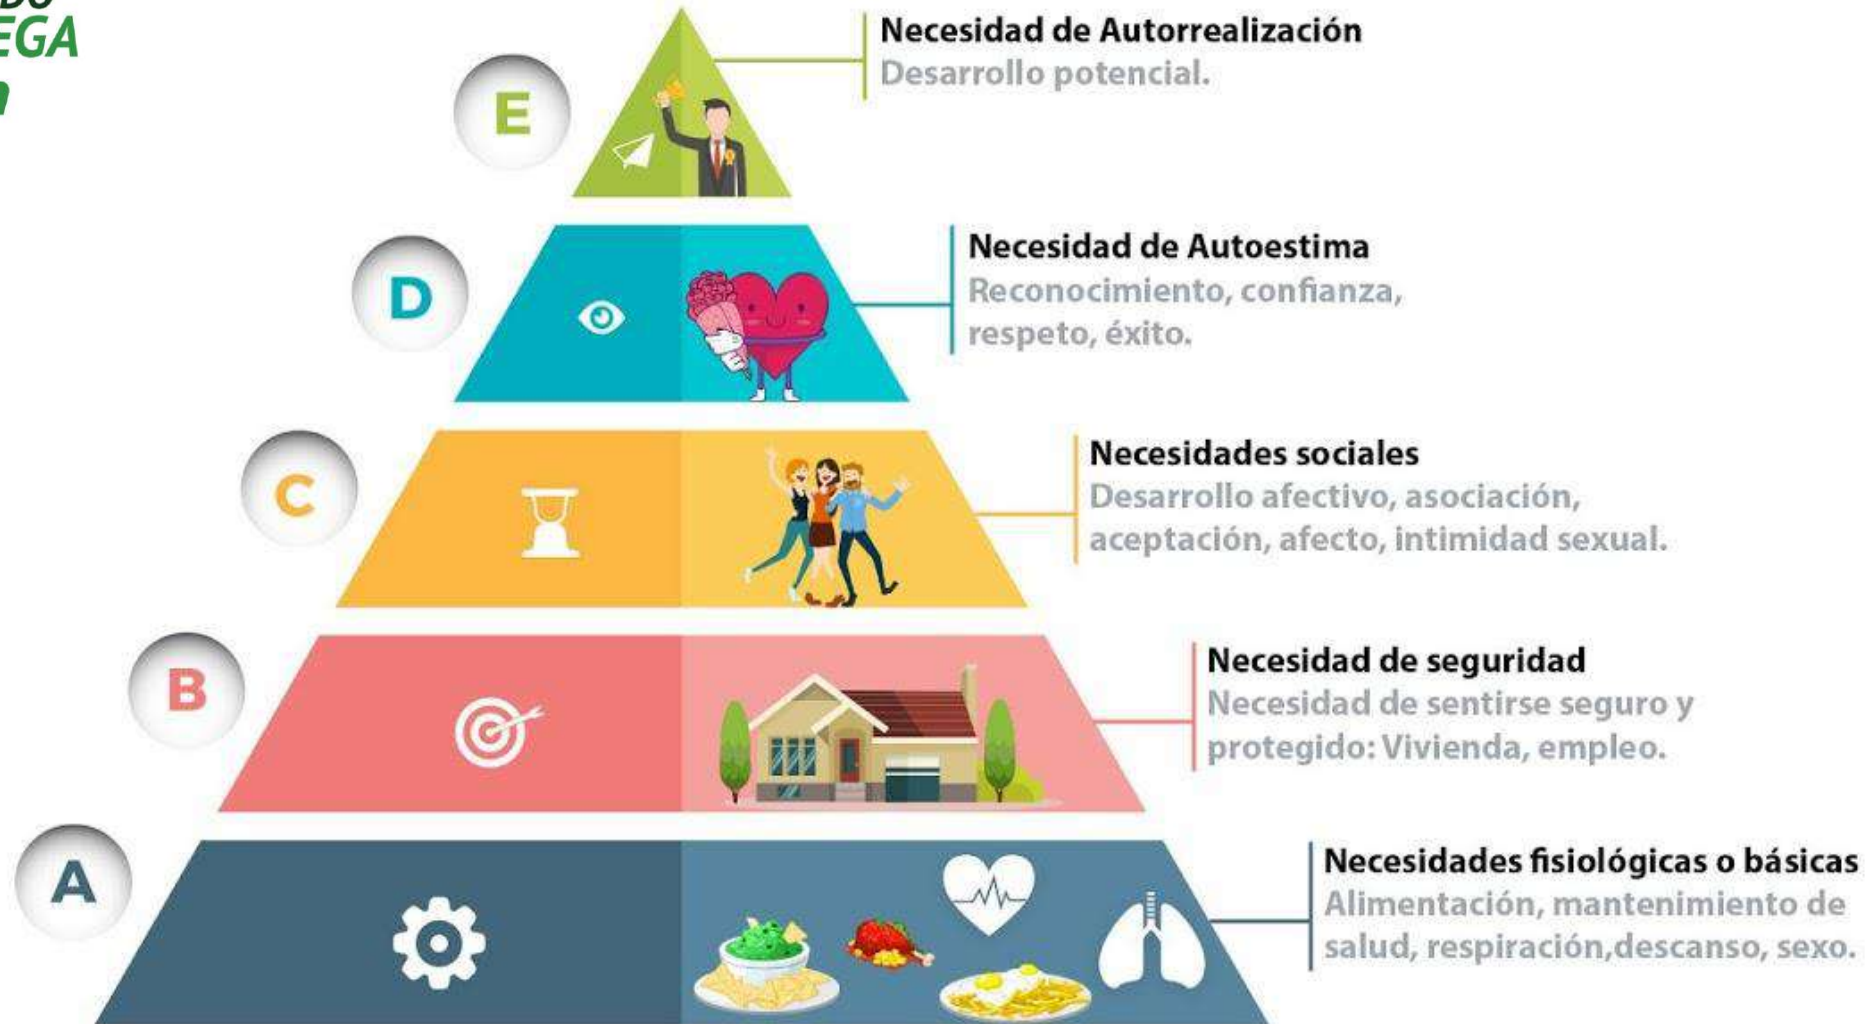 EGA
E
Necesidad de Autorrealización
Desarrollo potencial.
D
Necesidad de Autoestima
Reconocimiento, confianza,
respeto, éxito.
C
Necesidades sociales
Desarrollo afectivo, asociación,
aceptación, afecto, intimidad sexual.
B
Necesidad de seguridad
Necesidad de sentirse seguro y
protegido: Vivienda, empleo.
A
Necesidades fisiológicas o básicas
Alimentación, mantenimiento de
salud, respiración,descanso, sexo.